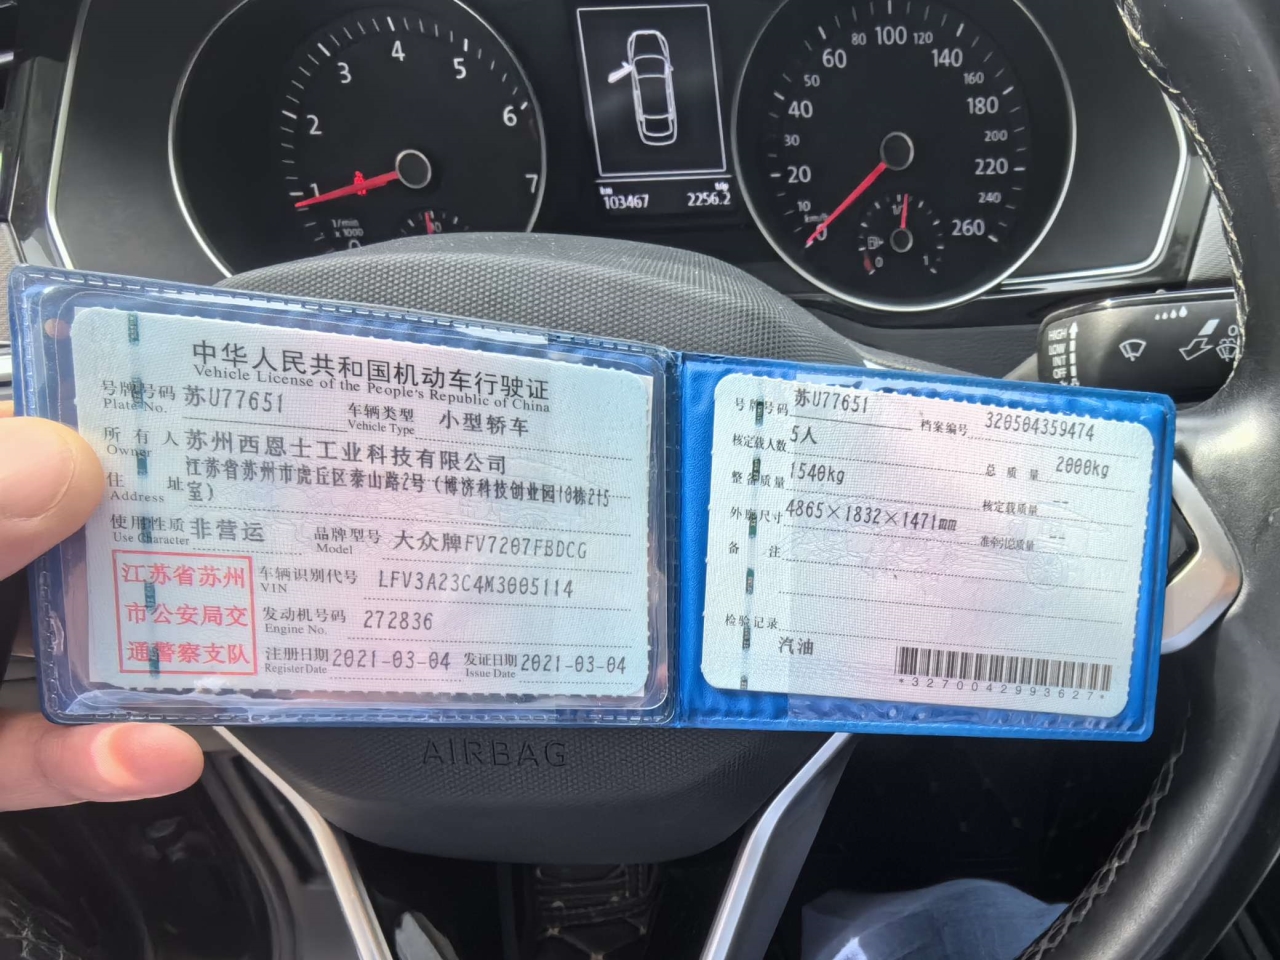 1 2 3 4 5 6 7
1/min
x 1000
0
km
103467
trip
2256.2
0 10 20 30 40 50 60 80 100 120 140 160 180 200 220 240 260
km/h
0 1/2 1
HIGH
LOW
INT
OFF
中华人民共和国机动车行驶证
Vehicle License of the People's Republic of China
号牌号码 苏U77651 车辆类型 小型轿车
Plate No. Vehicle Type
所有人 苏州西恩士工业科技有限公司
Owner
住址 江苏省苏州市虎丘区泰山路2号（博济科技创业园10栋215
Address 室）
使用性质 非营运 品牌型号 大众牌FV7207FBDCG
Use Character Model
江苏省苏州
市公安局交
通警察支队
车辆识别代号 LFV3A23C4M3005114
VIN
发动机号码 272836
Engine No.
注册日期 2021-03-04 发证日期 2021-03-04
Register Date Issue Date
号牌号码 苏U77651 档案编号 320504359474
核定载人数 5人 总质量 2000kg
整备质量 1540kg 核定载质量 --
外廓尺寸 4865×1832×1471mm 准牵引总质量 --
备注
检验记录
汽油
*3270042993627*
AIRBAG